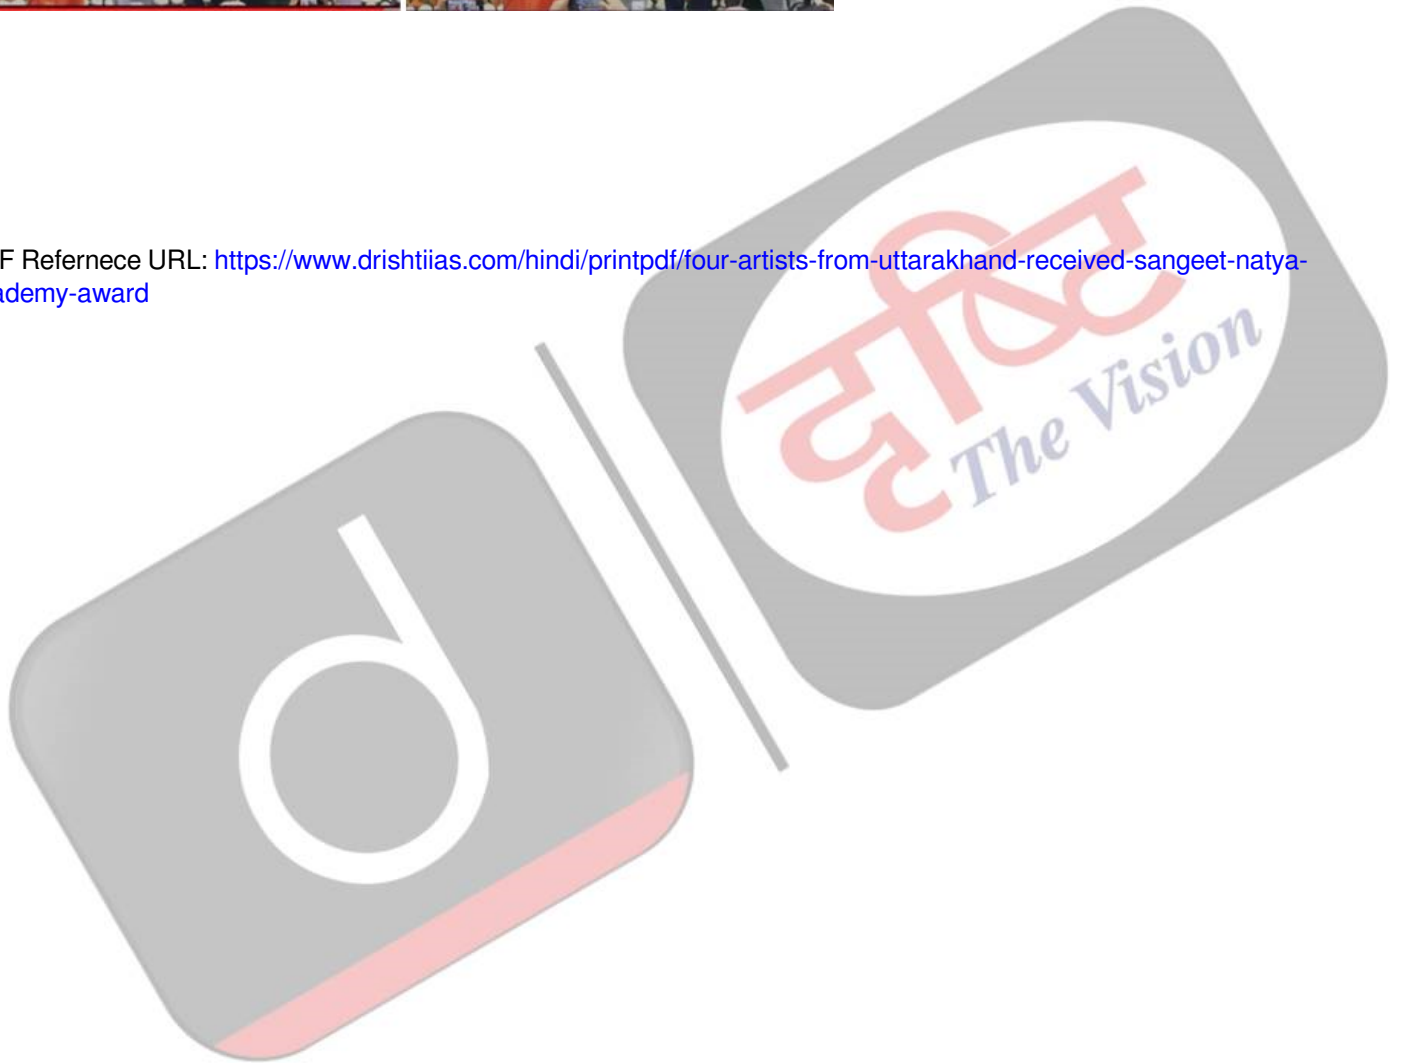 F Refernece URL: https://www.drishtiias.com/hindi/printpdf/four-artists-from-uttarakhand-received-sangeet-natya-
ademy-award
दृष्टि
The Vision
d